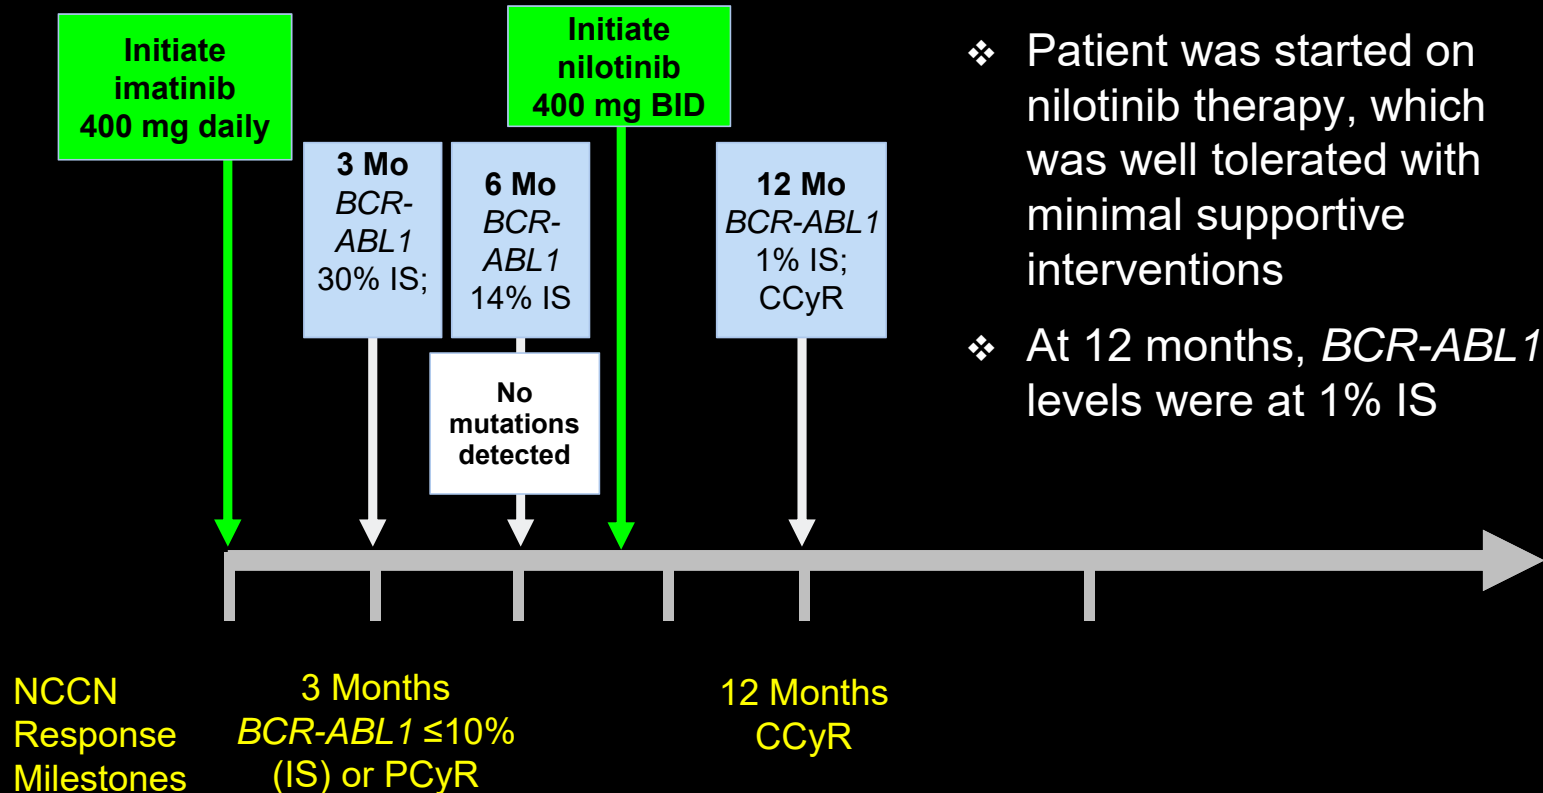 Initiate
imatinib
400 mg daily
Initiate
nilotinib
400 mg BID
3 Mo
BCR-
ABL1
30% IS;
6 Mo
BCR-
ABL1
14% IS
No
mutations
detected
12 Mo
BCR-ABL1
1% IS;
CCyR
❖ Patient was started on
nilotinib therapy, which
was well tolerated with
minimal supportive
interventions
❖ At 12 months, BCR-ABL1
levels were at 1% IS
NCCN
Response
Milestones
3 Months
BCR-ABL1 ≤10%
(IS) or PCyR
12 Months
CCyR